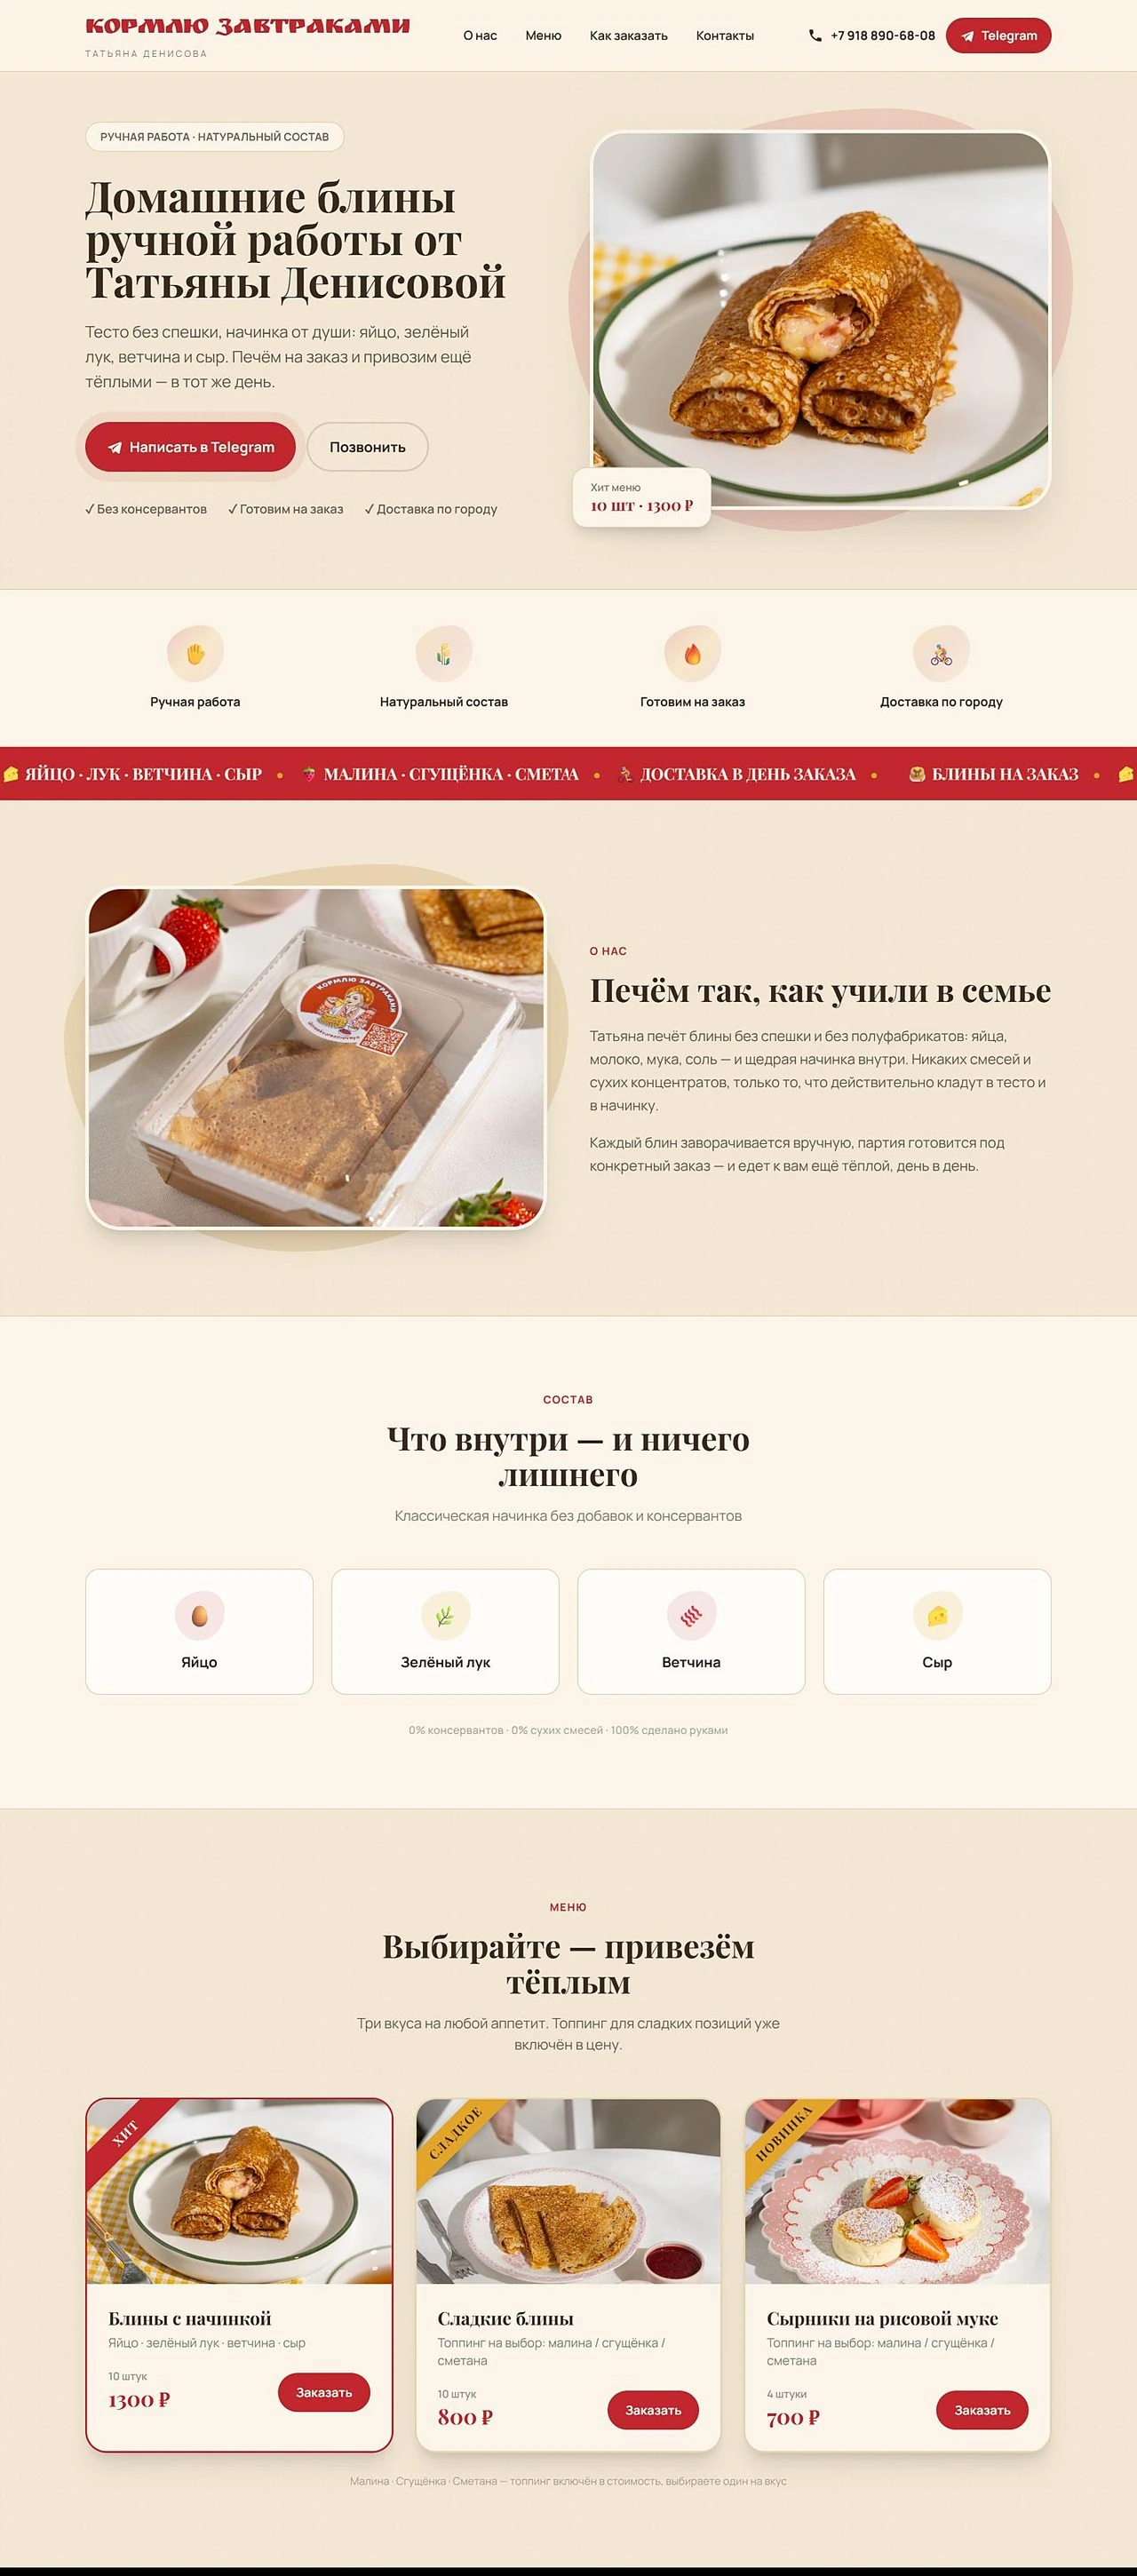 КОРМЛЮ ЗАВТРАКАМИ
ТАТЬЯНА ДЕНИСОВА
О нас
Меню
Как заказать
Контакты
+7 918 890-68-08
Telegram
РУЧНАЯ РАБОТА · НАТУРАЛЬНЫЙ СОСТАВ
Домашние блины
ручной работы от
Татьяны Денисовой
Тесто без спешки, начинка от души: яйцо, зелёный
лук, ветчина и сыр. Печём на заказ и привозим ещё
тёплыми — в тот же день.
Написать в Telegram
Позвонить
✓ Без консервантов
✓ Готовим на заказ
✓ Доставка по городу
Хит меню
10 шт · 1300 ₽
Ручная работа
Натуральный состав
Готовим на заказ
Доставка по городу
ЯЙЦО · ЛУК · ВЕТЧИНА · СЫР
МАЛИНА · СГУЩЁНКА · СМЕТАА
ДОСТАВКА В ДЕНЬ ЗАКАЗА
БЛИНЫ НА ЗАКАЗ
КОРМЛЮ ЗАВТРАКАМИ
О НАС
Печём так, как учили в семье
Татьяна печёт блины без спешки и без полуфабрикатов: яйца,
молоко, мука, соль — и щедрая начинка внутри. Никаких смесей и
сухих концентратов, только то, что действительно кладут в тесто и
в начинку.
Каждый блин заворачивается вручную, партия готовится под
конкретный заказ — и едет к вам ещё тёплой, день в день.
СОСТАВ
Что внутри — и ничего
лишнего
Классическая начинка без добавок и консервантов
Яйцо
Зелёный лук
Ветчина
Сыр
0% консервантов · 0% сухих смесей · 100% сделано руками
МЕНЮ
Выбирайте — привезём
тёплым
Три вкуса на любой аппетит. Топпинг для сладких позиций уже
включён в цену.
ХИТ
Блины с начинкой
Яйцо · зелёный лук · ветчина · сыр
10 штук
1300 ₽
Заказать
СЛАДКОЕ
Сладкие блины
Топпинг на выбор: малина / сгущёнка /
сметана
10 штук
800 ₽
Заказать
НОВИНКА
Сырники на рисовой муке
Топпинг на выбор: малина / сгущёнка /
сметана
4 штуки
700 ₽
Заказать
Малина · Сгущёнка · Сметана — топпинг включён в стоимость, выбираете один на вкус